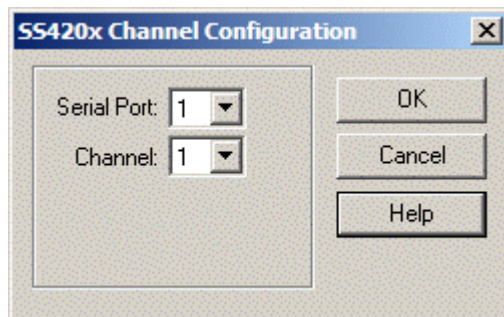 SS420x Channel Configuration
Serial Port: 1
Channel: 1
OK
Cancel
Help